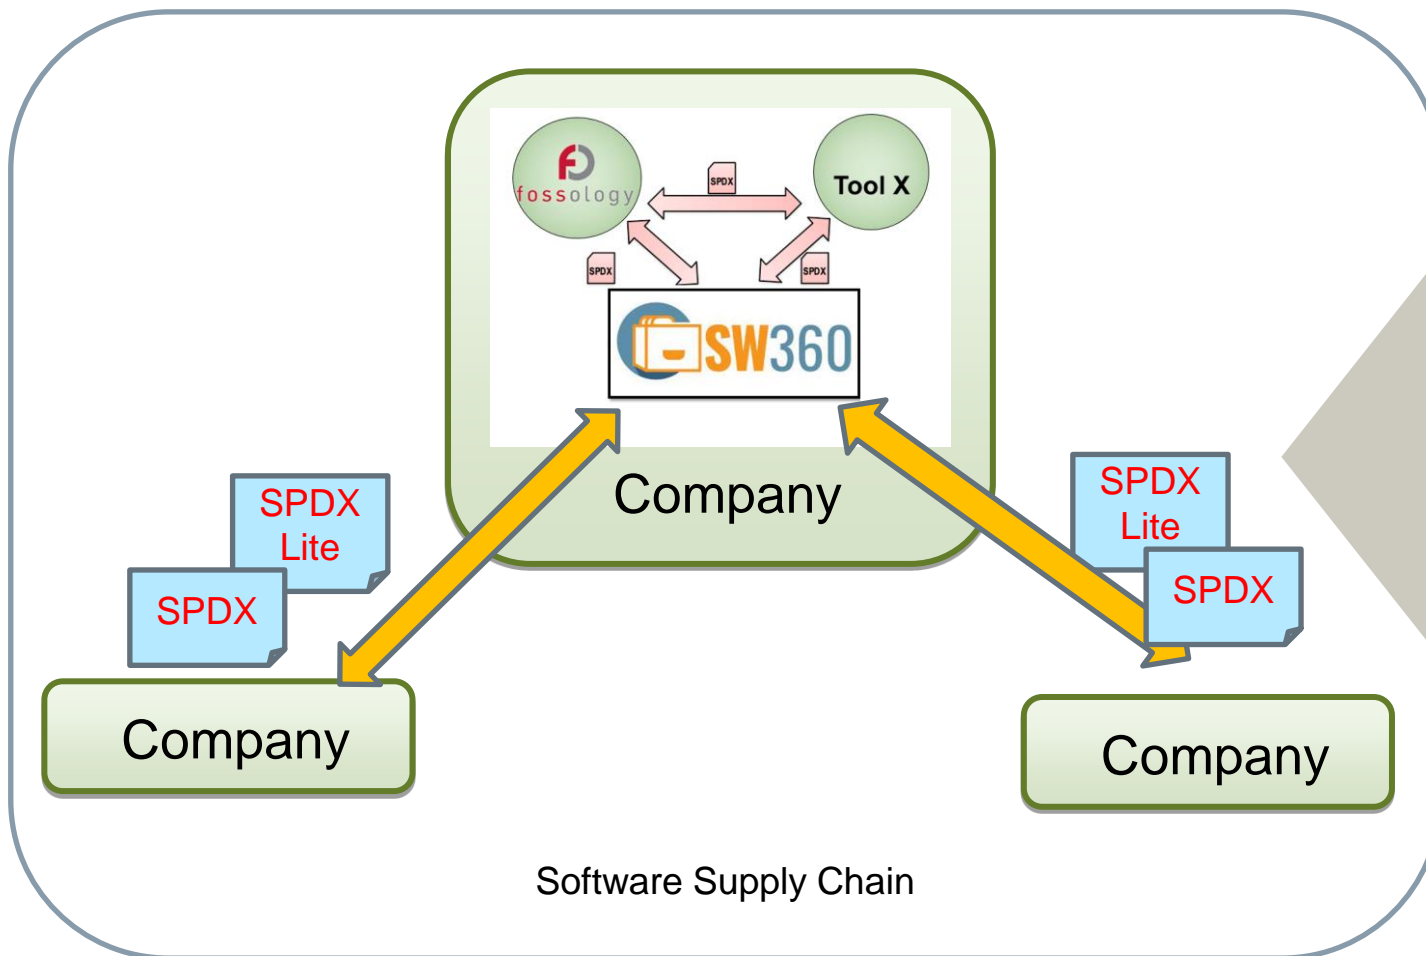 fossology
SPDX
Tool X
SPDX
SPDX
SW360
Company
SPDX
Lite
SPDX
SPDX
Lite
SPDX
Company
Company
Software Supply Chain